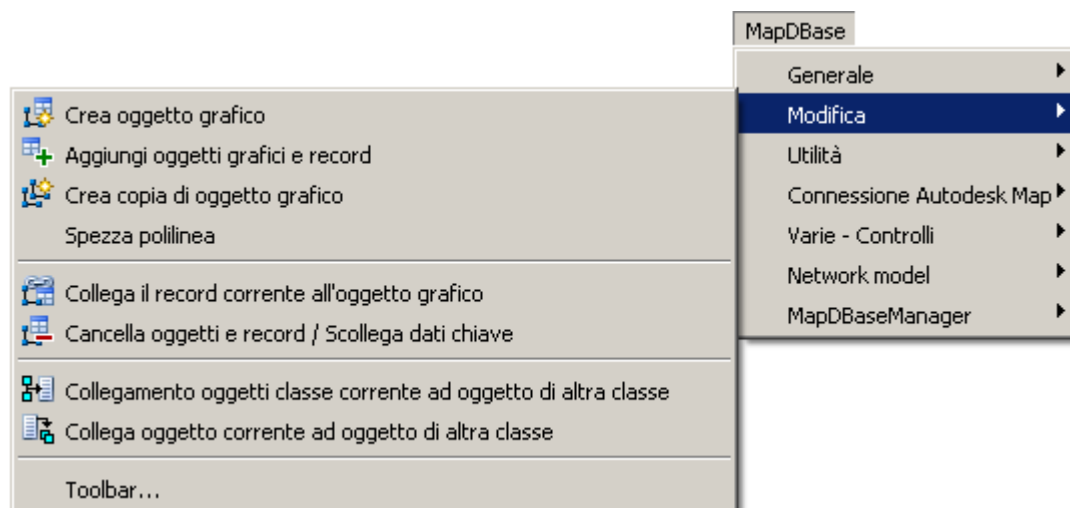 MapDBase
Generale
Modifica
Utilità
Connessione Autodesk Map
Varie - Controlli
Network model
MapDBaseManager
Crea oggetto grafico
Aggiungi oggetti grafici e record
Crea copia di oggetto grafico
Spezza polilinea
Collega il record corrente all'oggetto grafico
Cancella oggetti e record / Scollega dati chiave
Collegamento oggetti classe corrente ad oggetto di altra classe
Collega oggetto corrente ad oggetto di altra classe
Toolbar...